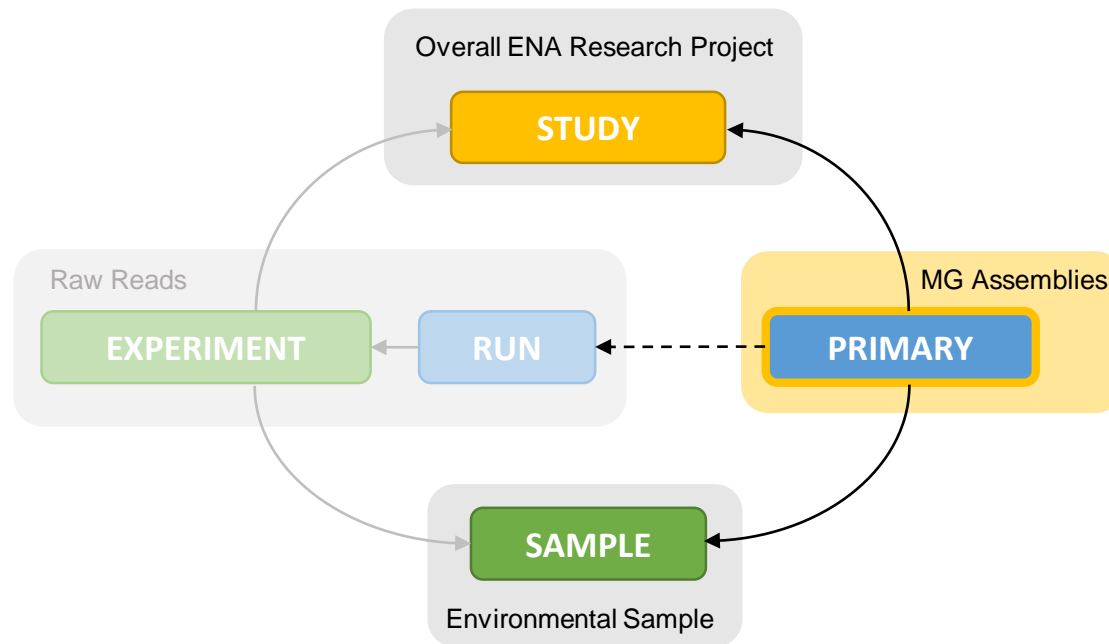 Overall ENA Research Project
STUDY
Raw Reads
MG Assemblies
EXPERIMENT
RUN
PRIMARY
SAMPLE
Environmental Sample